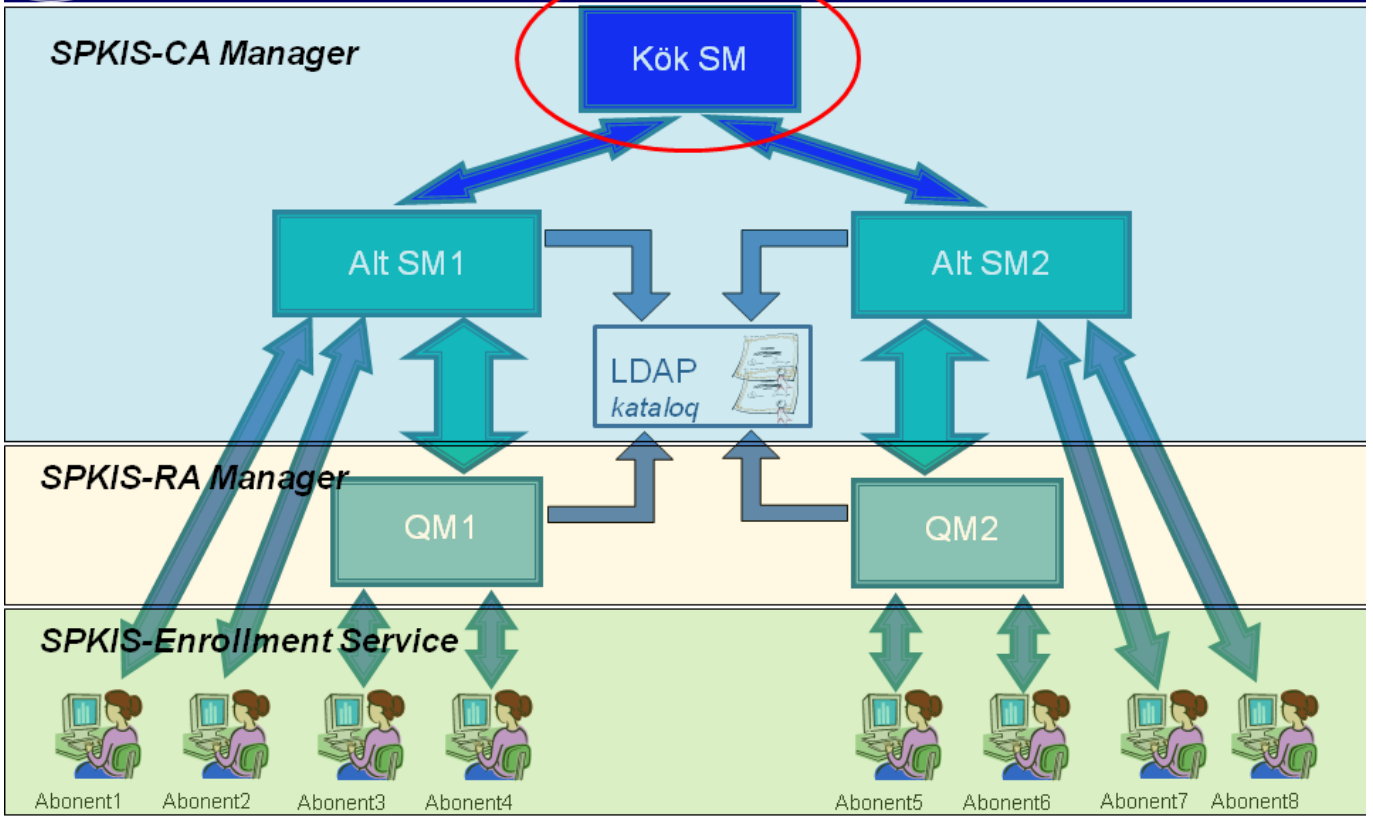 SPKIS-CA Manager
Kök SM
Alt SM1
Alt SM2
LDAP
kataloq
SPKIS-RA Manager
QM1
QM2
SPKIS-Enrollment Service
Abonent1
Abonent2
Abonent3
Abonent4
Abonent5
Abonent6
Abonent7
Abonent8